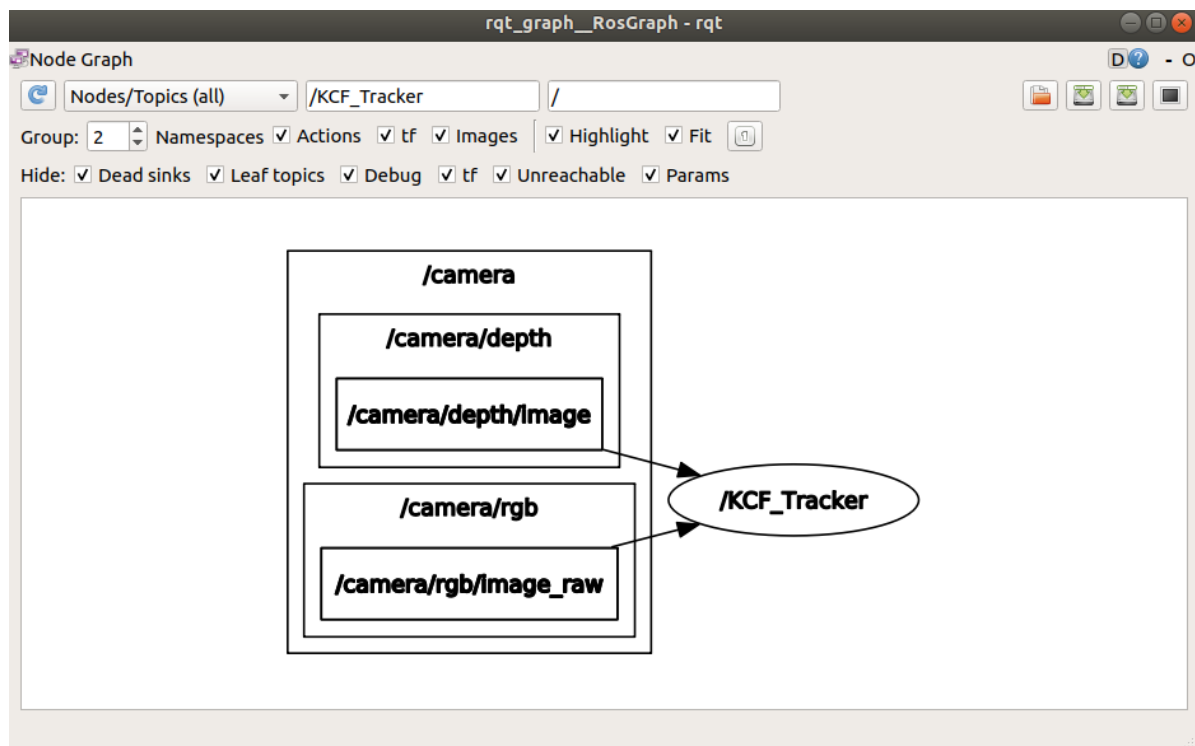 rqt_graph__RosGraph - rqt
Node Graph D ? - O
Nodes/Topics (all) /KCF_Tracker /
Group: 2 Namespaces Actions tf Images Highlight Fit
Hide: Dead sinks Leaf topics Debug tf Unreachable Params
/camera
/camera/depth
/camera/depth/image
/KCF_Tracker
/camera/rgb
/camera/rgb/image_raw